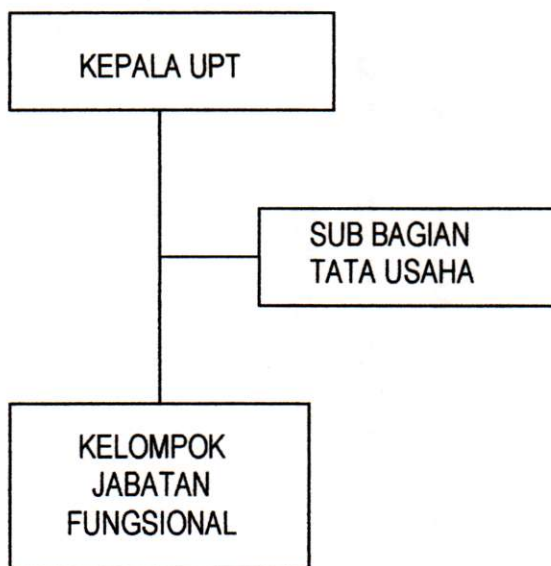 KEPALA UPT
SUB BAGIAN
TATA USAHA
KELOMPOK
JABATAN
FUNGSIONAL